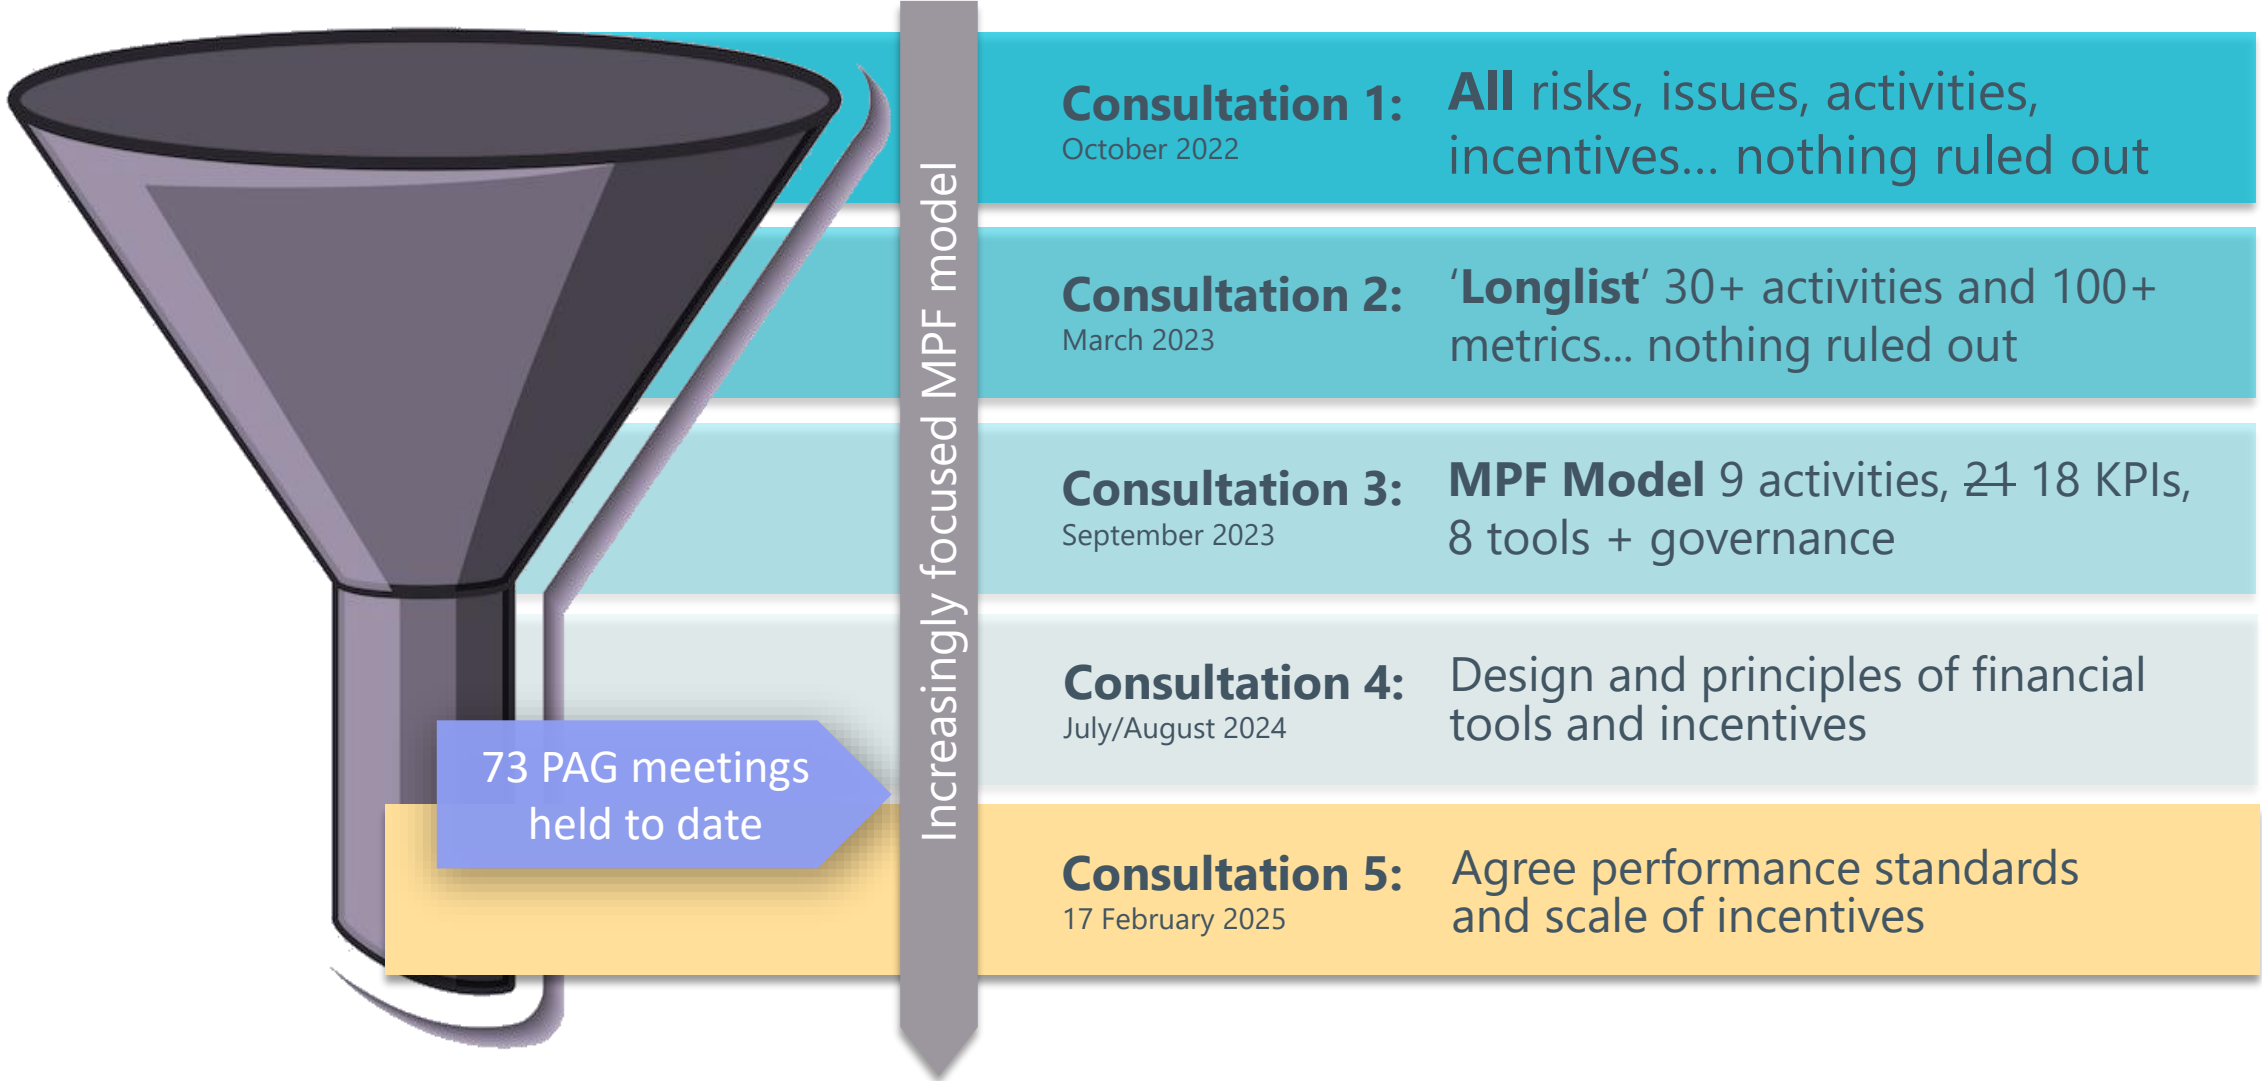 Consultation 1:
October 2022
All risks, issues, activities,
incentives... nothing ruled out
Consultation 2:
March 2023
‘Longlist’ 30+ activities and 100+
metrics... nothing ruled out
Consultation 3:
September 2023
MPF Model 9 activities, 21 18 KPIs,
8 tools + governance
Consultation 4:
July/August 2024
Design and principles of financial
tools and incentives
Consultation 5:
17 February 2025
Agree performance standards
and scale of incentives
Increasingly focused MPF model
73 PAG meetings
held to date